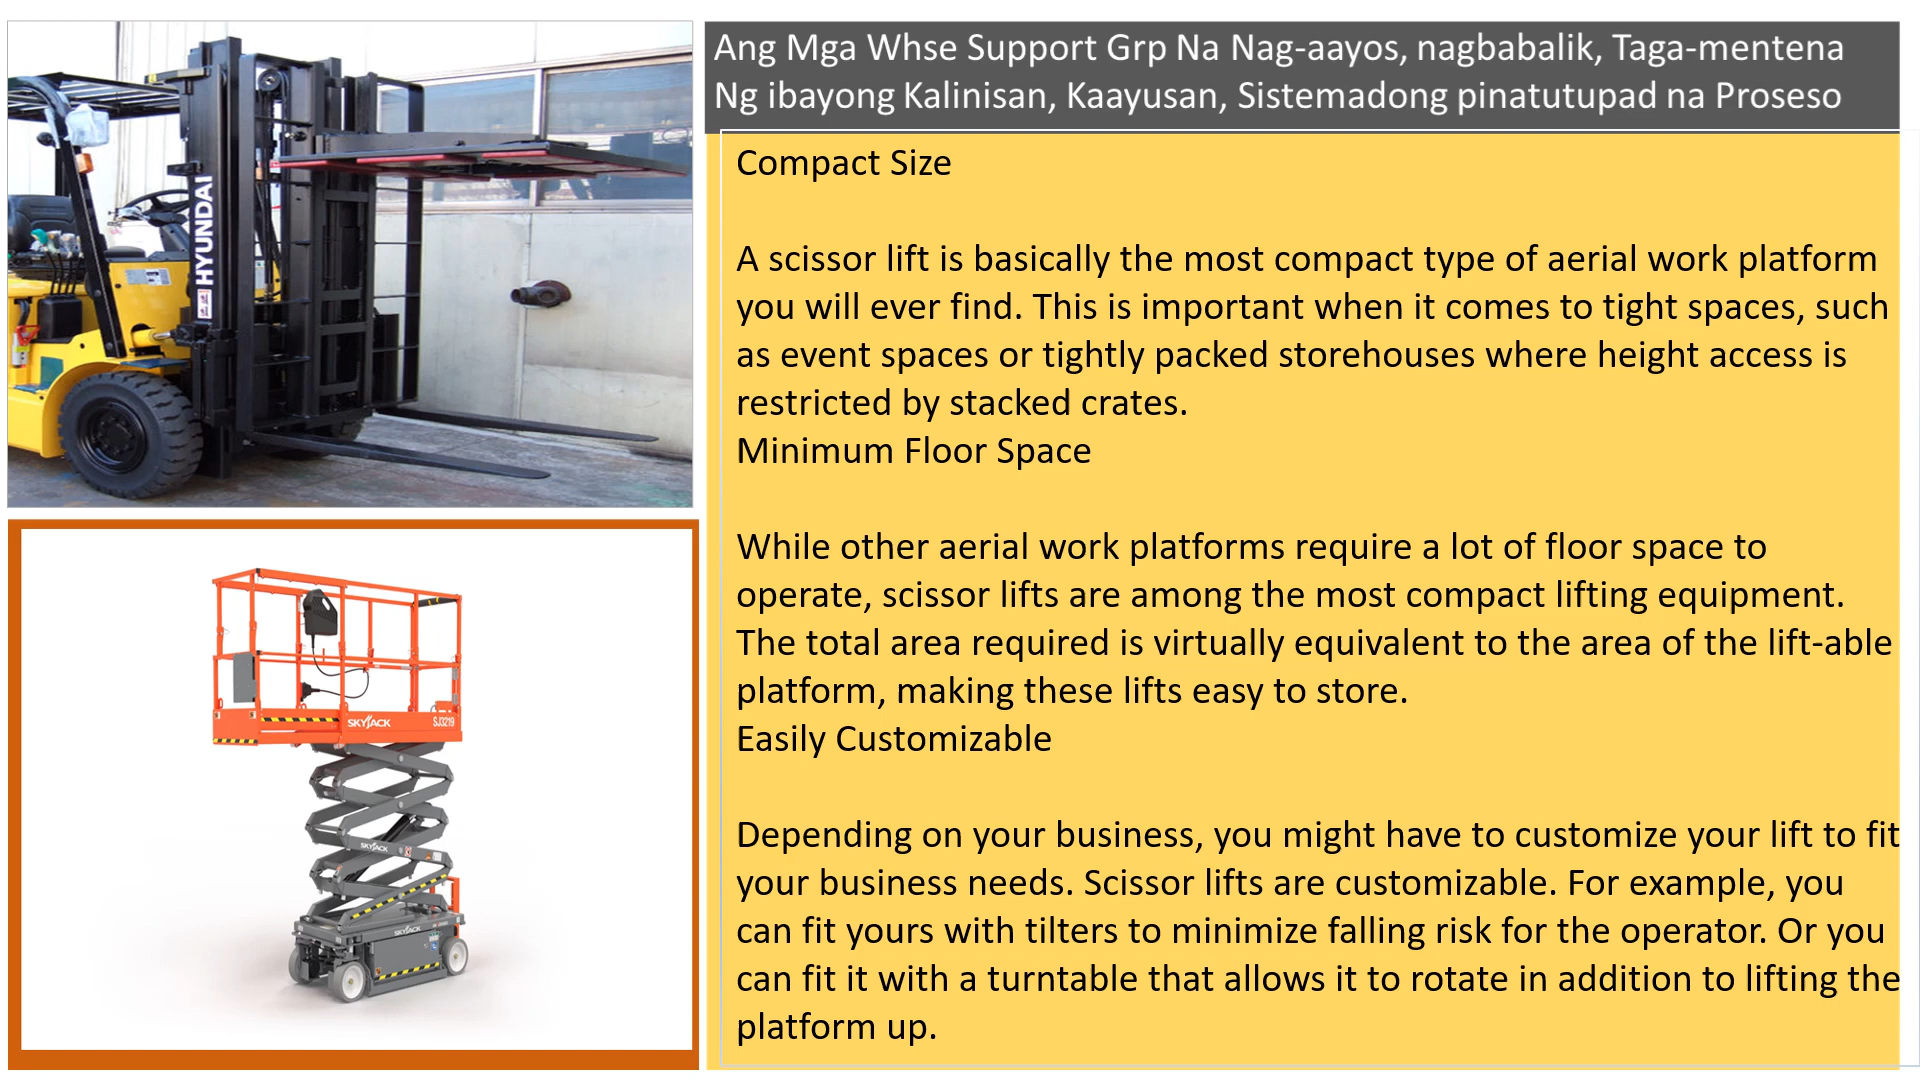 Ang Mga Whse Support Grp Na Nag-aayos, nagbabalik, Taga-mentena
Ng ibayong Kalinisan, Kaayusan, Sistemadong pinatutupad na Proseso
Compact Size
A scissor lift is basically the most compact type of aerial work platform
you will ever find. This is important when it comes to tight spaces, such
as event spaces or tightly packed storehouses where height access is
restricted by stacked crates.
Minimum Floor Space
While other aerial work platforms require a lot of floor space to
operate, scissor lifts are among the most compact lifting equipment.
The total area required is virtually equivalent to the area of the lift-able
platform, making these lifts easy to store.
Easily Customizable
Depending on your business, you might have to customize your lift to fit
your business needs. Scissor lifts are customizable. For example, you
can fit yours with tilters to minimize falling risk for the operator. Or you
can fit it with a turntable that allows it to rotate in addition to lifting the
platform up.
HYUNDAI
SKYJACK
SJ3219
SKYJACK
SKYJACK